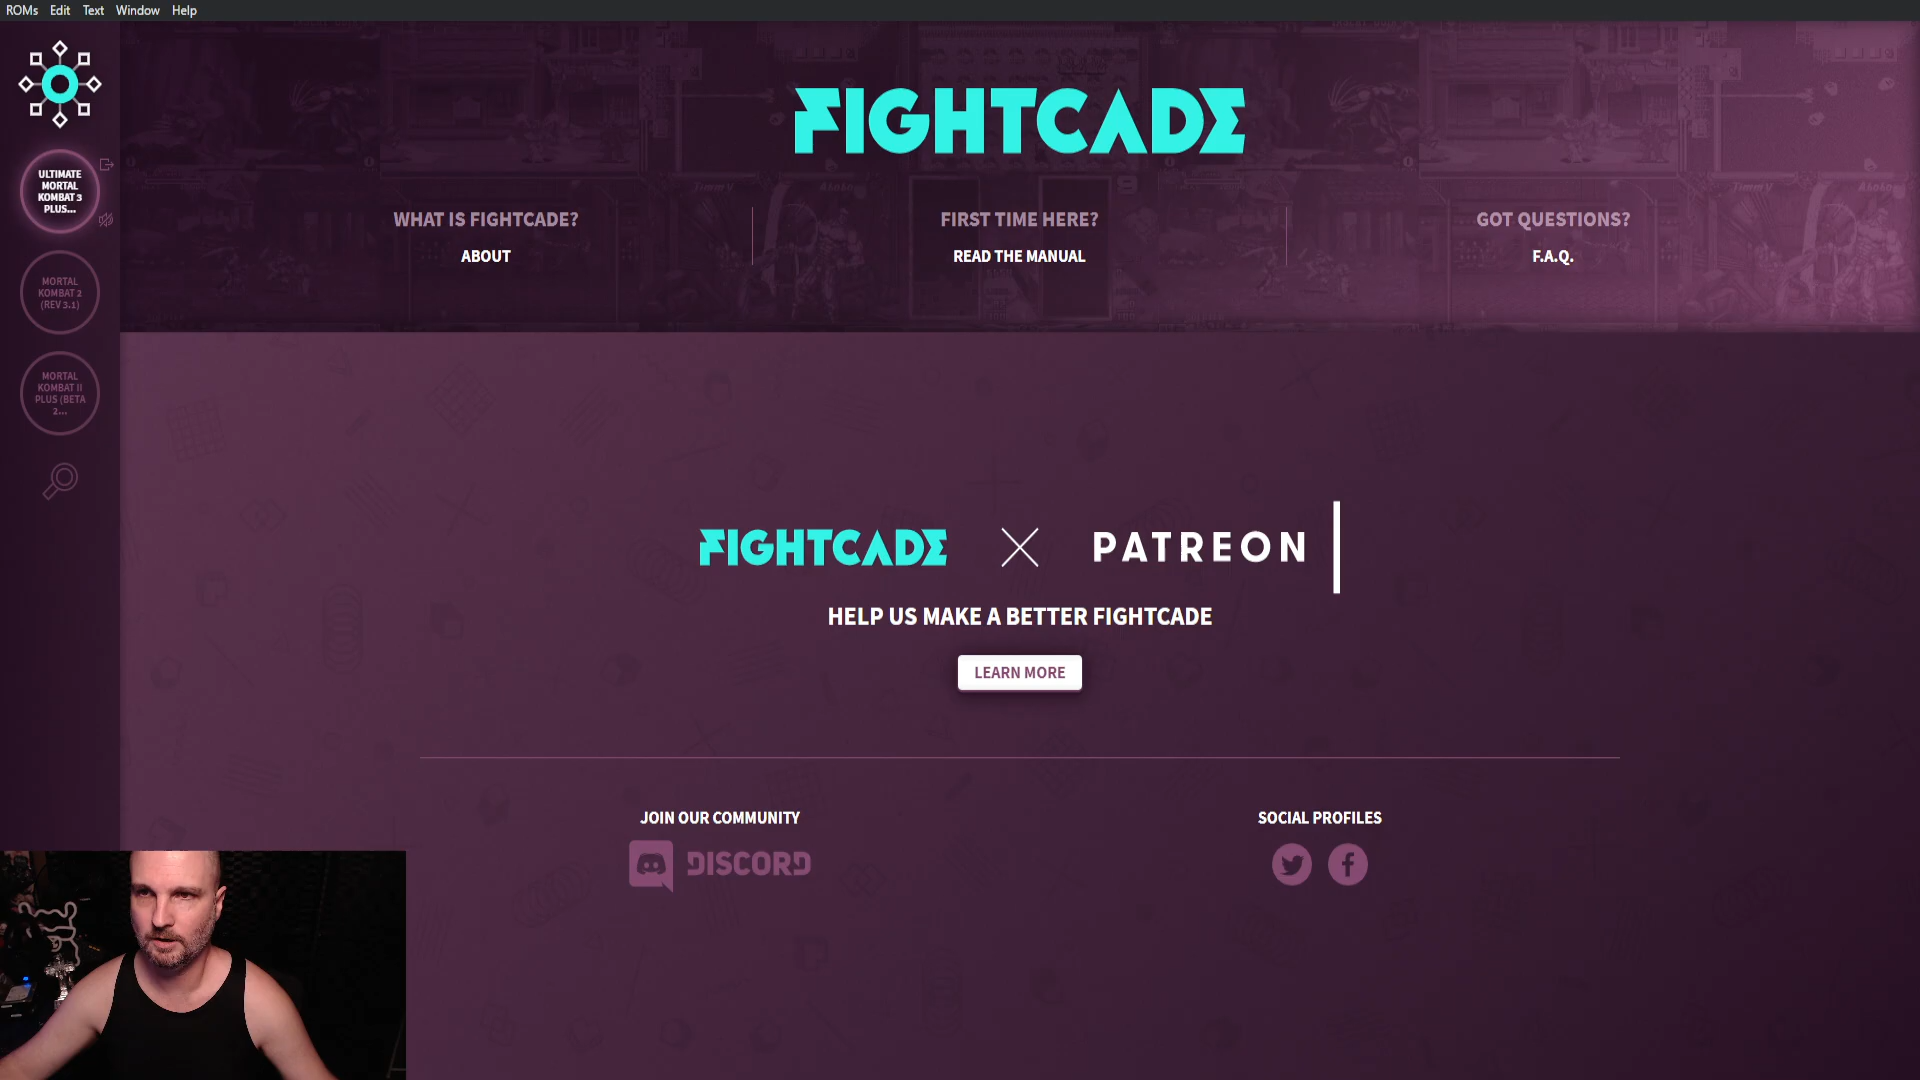 ROMs Edit Text Window Help
FIGHTCADE
WHAT IS FIGHTCADE?
ABOUT
FIRST TIME HERE?
READ THE MANUAL
GOT QUESTIONS?
F.A.Q.
ULTIMATE
MORTAL
KOMBAT 3
PLUS...
MORTAL
KOMBAT 2
(REV 3.1)
MORTAL
KOMBAT II
PLUS (BETA
2...
FIGHTCADE X PATREON
HELP US MAKE A BETTER FIGHTCADE
LEARN MORE
JOIN OUR COMMUNITY
DISCORD
SOCIAL PROFILES